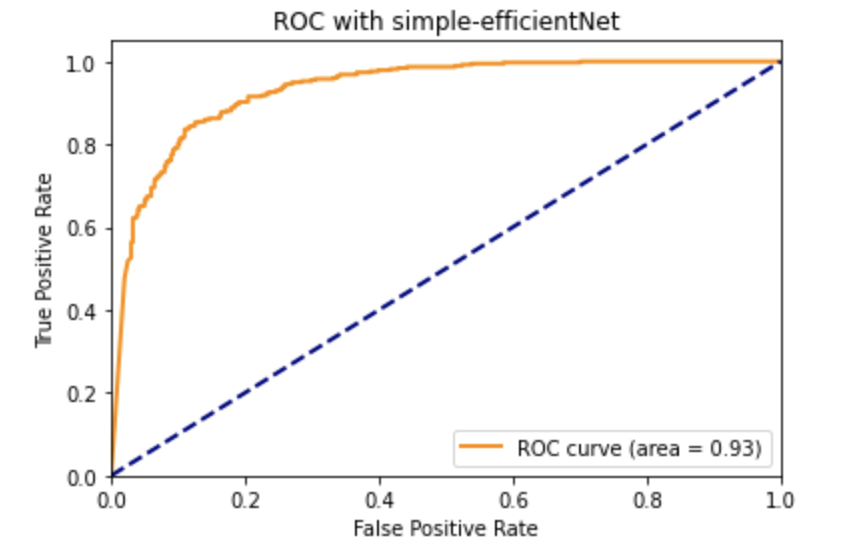 ROC with simple-efficientNet
1.0
0.8
0.6
0.4
0.2
0.0
True Positive Rate
ROC curve (area = 0.93)
0.0 0.2 0.4 0.6 0.8 1.0
False Positive Rate